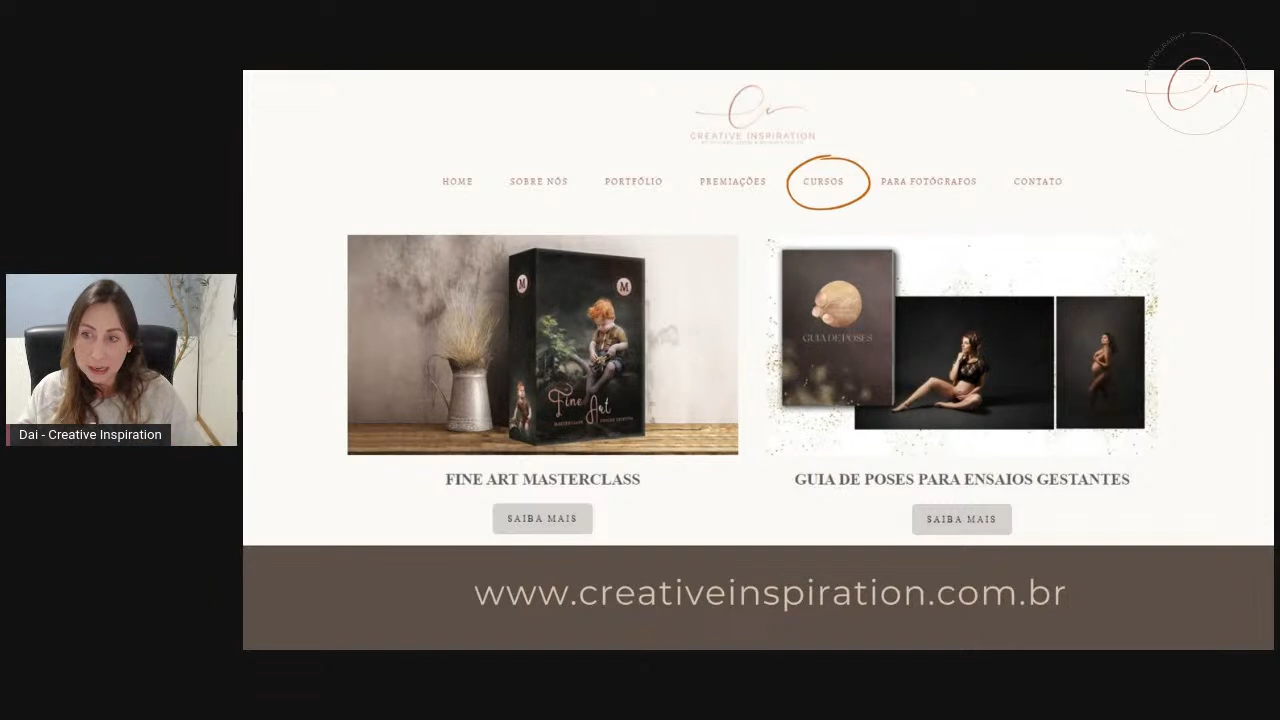 CREATIVE INSPIRATION
HOME SOBRE NÓS PORTFÓLIO PREMIAÇÕES CURSOS PARA FOTÓGRAFOS CONTATO
M M
Fine Art
MASTERCLASS
GUIA DE POSES
FINE ART MASTERCLASS
GUIA DE POSES PARA ENSAIOS GESTANTES
SAIBA MAIS
SAIBA MAIS
Dai - Creative Inspiration
www.creativeinspiration.com.br